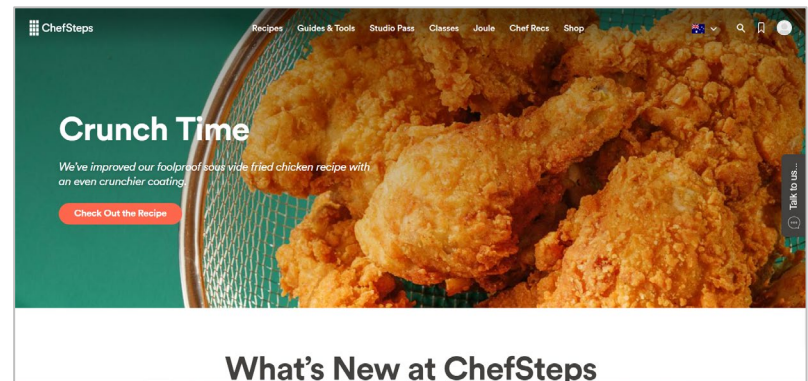 ChefSteps
Recipes Guides & Tools Studio Pass Classes Joule Chef Recs Shop
Crunch Time
We've improved our foolproof sous vide fried chicken recipe with
an even crunchier coating.
Check Out the Recipe
Talk to us...
What's New at ChefSteps